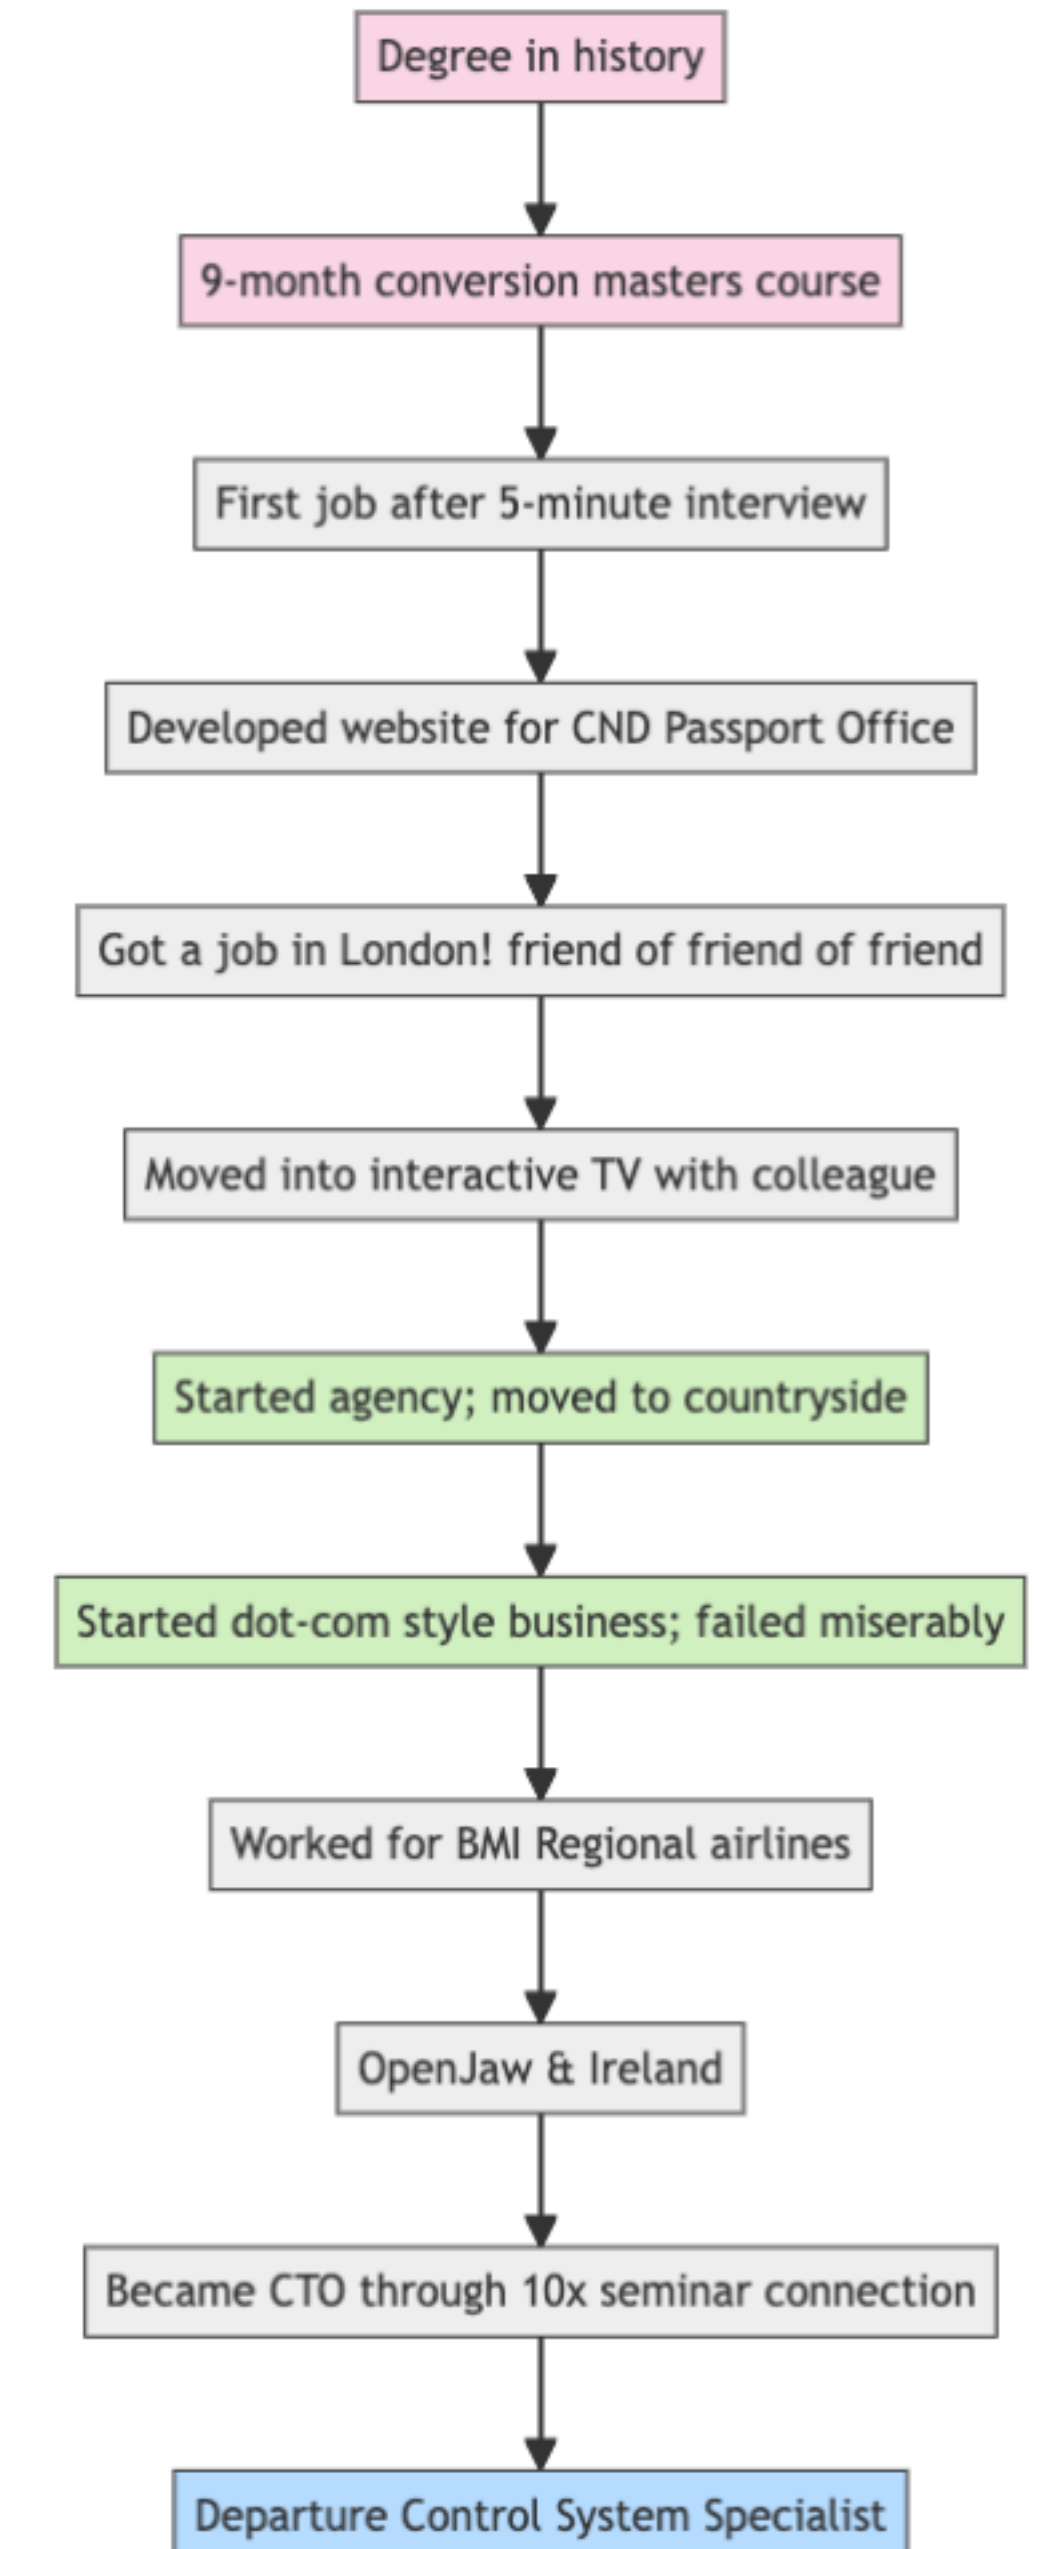 Degree in history
9-month conversion masters course
First job after 5-minute interview
Developed website for CND Passport Office
Got a job in London! friend of friend of friend
Moved into interactive TV with colleague
Started agency; moved to countryside
Started dot-com style business; failed miserably
Worked for BMI Regional airlines
OpenJaw & Ireland
Became CTO through 10x seminar connection
Departure Control System Specialist